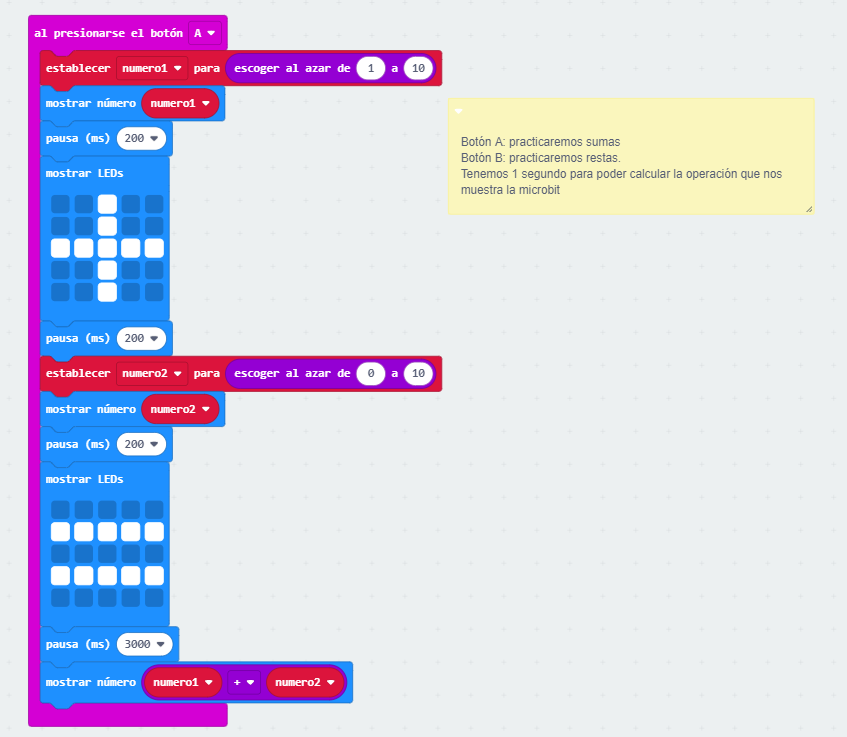 al presionarse el botón A
establecer numero1 para escoger al azar de 1 a 10
mostrar número numero1
pausa (ms) 200
mostrar LEDs
pausa (ms) 200
establecer numero2 para escoger al azar de 0 a 10
mostrar número numero2
pausa (ms) 200
mostrar LEDs
pausa (ms) 3000
mostrar número numero1 + numero2
Botón A: practicaremos sumas
Botón B: practicaremos restas.
Tenemos 1 segundo para poder calcular la operación que nos
muestra la microbit